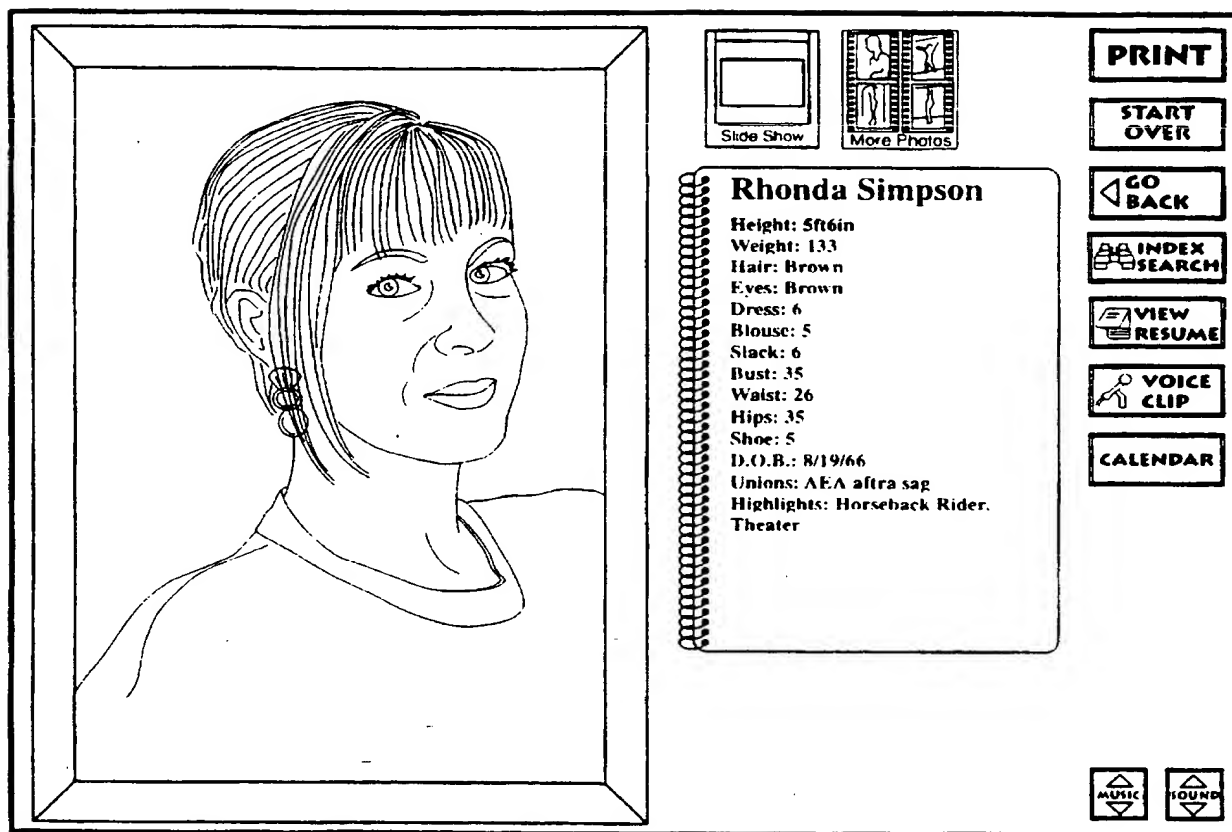 Slide Show
More Photos
Rhonda Simpson
Height: 5ft6in
Weight: 133
Hair: Brown
Eyes: Brown
Dress: 6
Blouse: 5
Slack: 6
Bust: 35
Waist: 26
Hips: 35
Shoe: 5
D.O.B.: 8/19/66
Unions: AEA aftra sag
Highlights: Horseback Rider,
Theater
PRINT
START
OVER
GO
BACK
INDEX
SEARCH
VIEW
RESUME
VOICE
CLIP
CALENDAR
MUSIC
SOUND